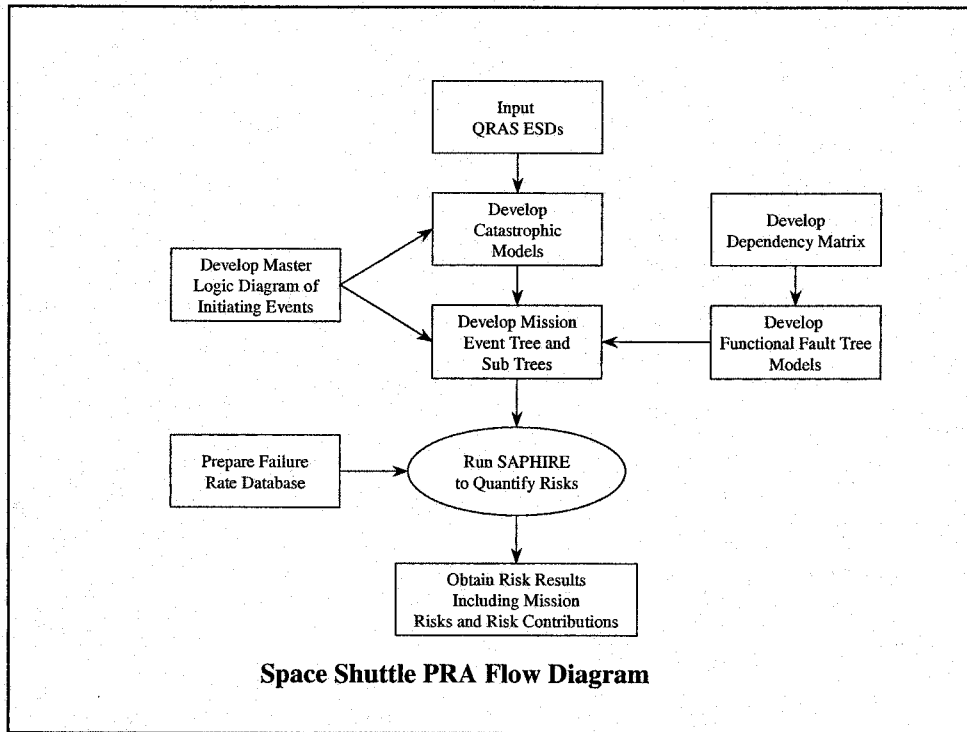 Input
QRAS ESDs
Develop
Catastrophic
Models
Develop
Dependency Matrix
Develop Master
Logic Diagram of
Initiating Events
Develop Mission
Event Tree and
Sub Trees
Develop
Functional Fault Tree
Models
Prepare Failure
Rate Database
Run SAPHIRE
to Quantify Risks
Obtain Risk Results
Including Mission
Risks and Risk Contributions
Space Shuttle PRA Flow Diagram